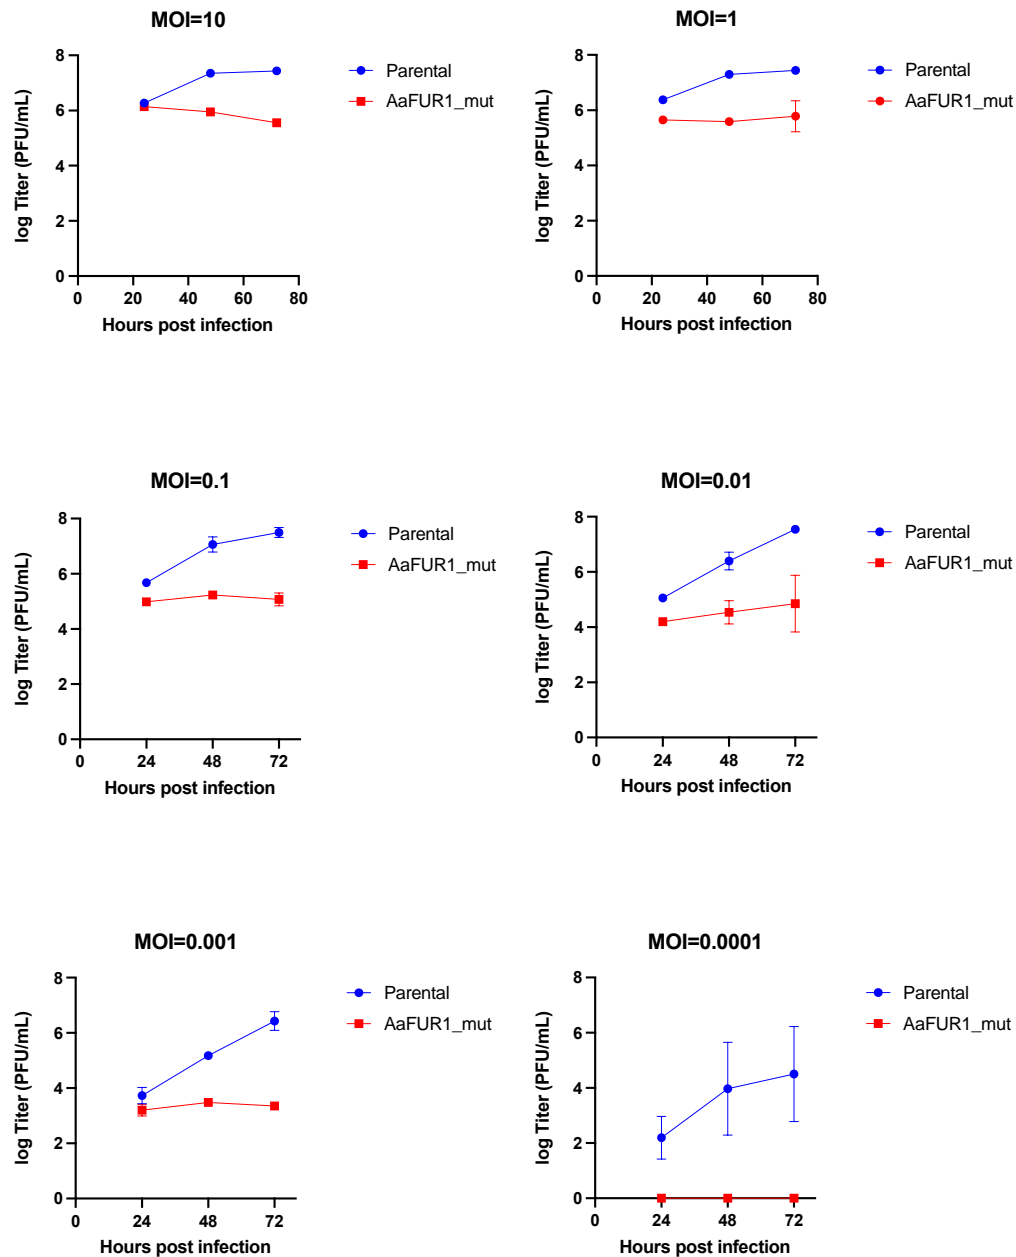 MOI=10
log Titer (PFU/mL)
8
6
4
2
0
0 20 40 60 80
Hours post infection
Parental
AaFUR1_mut
MOI=1
log Titer (PFU/mL)
8
6
4
2
0
0 20 40 60 80
Hours post infection
Parental
AaFUR1_mut
MOI=0.1
log Titer (PFU/mL)
8
6
4
2
0
0 24 48 72
Hours post infection
Parental
AaFUR1_mut
MOI=0.01
log Titer (PFU/mL)
8
6
4
2
0
0 24 48 72
Hours post infection
Parental
AaFUR1_mut
MOI=0.001
log Titer (PFU/mL)
8
6
4
2
0
0 24 48 72
Hours post infection
Parental
AaFUR1_mut
MOI=0.0001
log Titer (PFU/mL)
8
6
4
2
0
0 24 48 72
Hours post infection
Parental
AaFUR1_mut